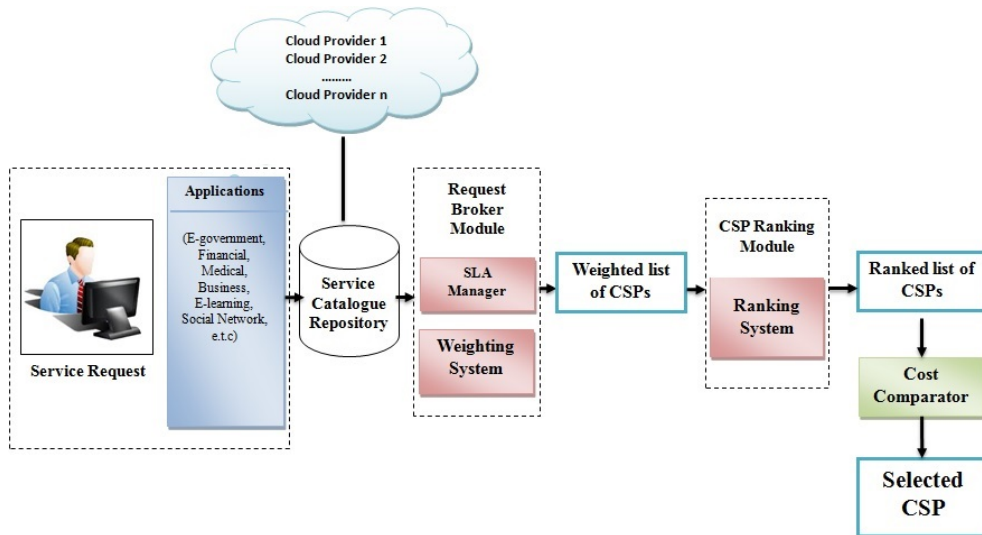 Cloud Provider 1
Cloud Provider 2
.........
Cloud Provider n
Applications
(E-government,
Financial,
Medical,
Business,
E-learning,
Social Network,
e.t.c)
Service Request
Service
Catalogue
Repository
Request
Broker
Module
SLA
Manager
Weighting
System
Weighted list
of CSPs
CSP Ranking
Module
Ranking
System
Ranked list of
CSPs
Cost
Comparator
Selected
CSP